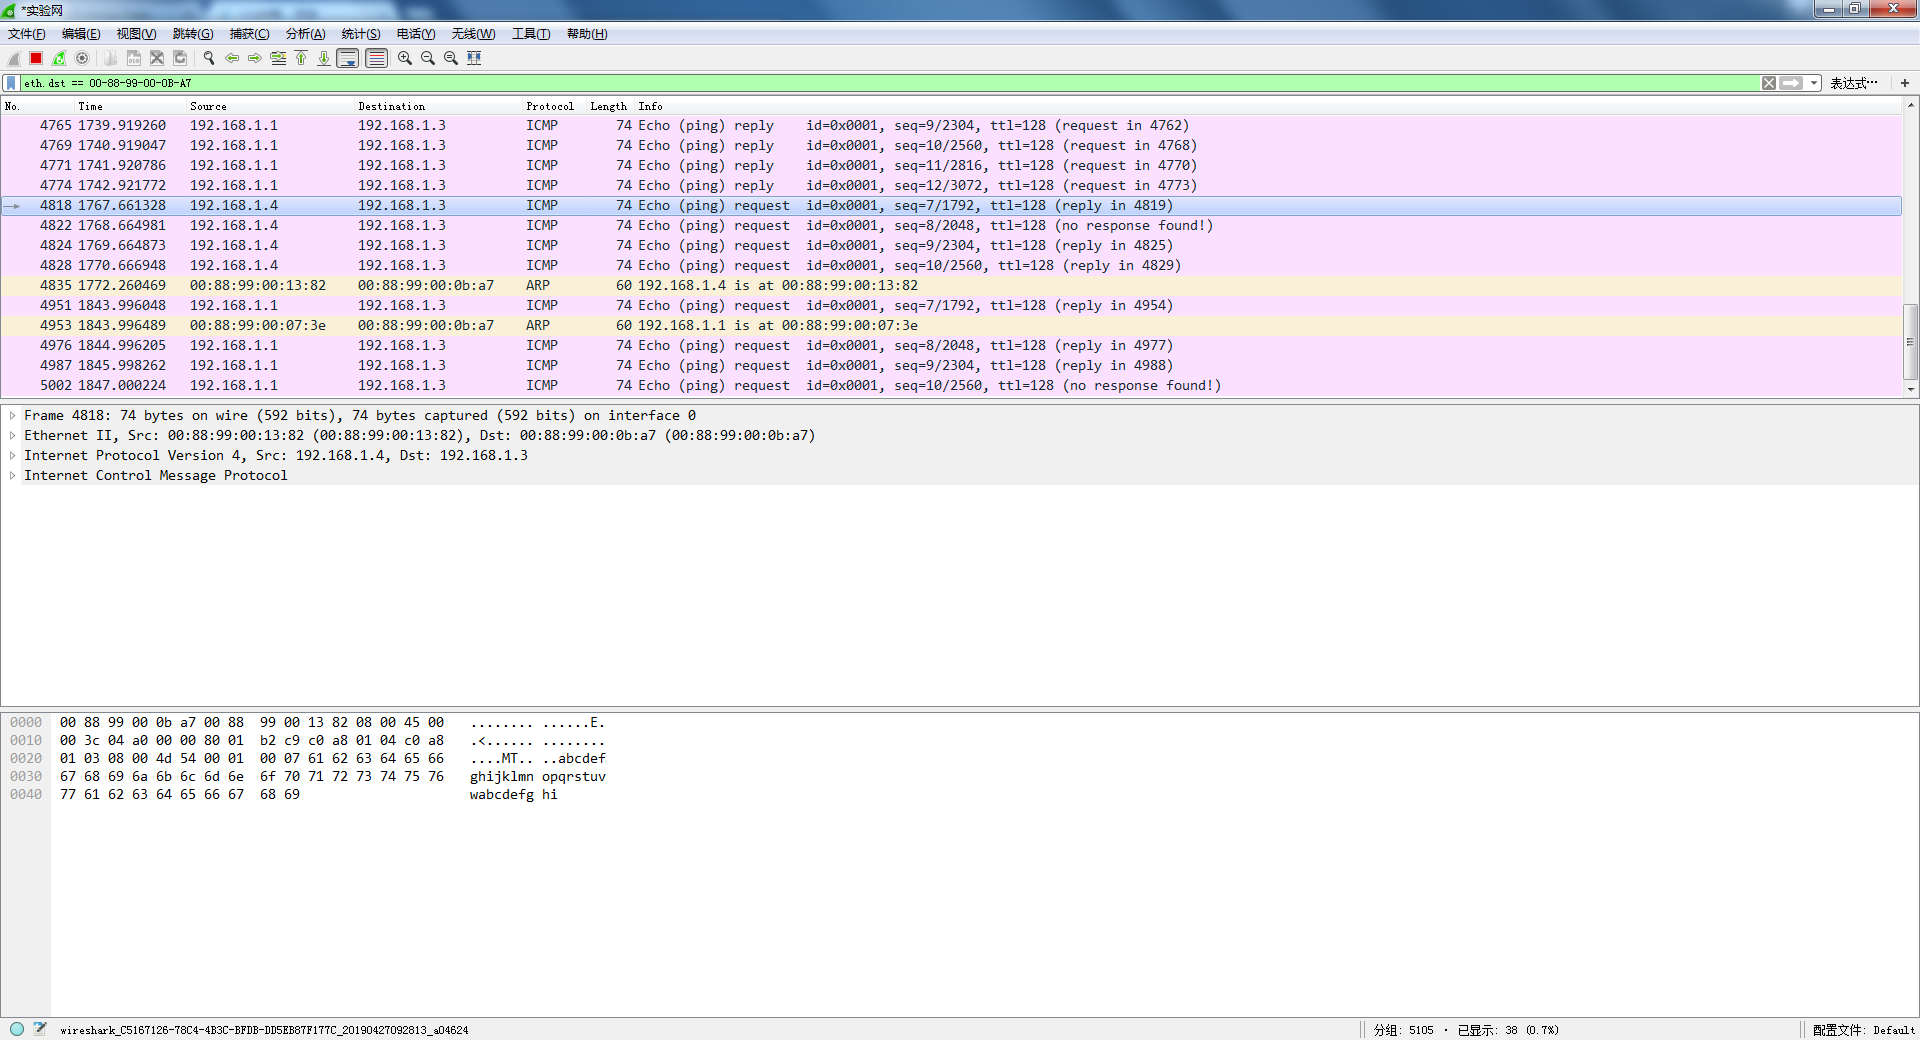 *实验网
文件(F) 编辑(E) 视图(V) 跳转(G) 捕获(C) 分析(A) 统计(S) 电话(Y) 无线(W) 工具(T) 帮助(H)
eth.dst == 00-88-99-00-0B-A7 表达式… +
No. Time Source Destination Protocol Length Info
4765 1739.919260 192.168.1.1 192.168.1.3 ICMP 74 Echo (ping) reply id=0x0001, seq=9/2304, ttl=128 (request in 4762)
4769 1740.919047 192.168.1.1 192.168.1.3 ICMP 74 Echo (ping) reply id=0x0001, seq=10/2560, ttl=128 (request in 4768)
4771 1741.920786 192.168.1.1 192.168.1.3 ICMP 74 Echo (ping) reply id=0x0001, seq=11/2816, ttl=128 (request in 4770)
4774 1742.921772 192.168.1.1 192.168.1.3 ICMP 74 Echo (ping) reply id=0x0001, seq=12/3072, ttl=128 (request in 4773)
4818 1767.661328 192.168.1.4 192.168.1.3 ICMP 74 Echo (ping) request id=0x0001, seq=7/1792, ttl=128 (reply in 4819)
4822 1768.664981 192.168.1.4 192.168.1.3 ICMP 74 Echo (ping) request id=0x0001, seq=8/2048, ttl=128 (no response found!)
4824 1769.664873 192.168.1.4 192.168.1.3 ICMP 74 Echo (ping) request id=0x0001, seq=9/2304, ttl=128 (reply in 4825)
4828 1770.666948 192.168.1.4 192.168.1.3 ICMP 74 Echo (ping) request id=0x0001, seq=10/2560, ttl=128 (reply in 4829)
4835 1772.260469 00:88:99:00:13:82 00:88:99:00:0b:a7 ARP 60 192.168.1.4 is at 00:88:99:00:13:82
4951 1843.996048 192.168.1.1 192.168.1.3 ICMP 74 Echo (ping) request id=0x0001, seq=7/1792, ttl=128 (reply in 4954)
4953 1843.996489 00:88:99:00:07:3e 00:88:99:00:0b:a7 ARP 60 192.168.1.1 is at 00:88:99:00:07:3e
4976 1844.996205 192.168.1.1 192.168.1.3 ICMP 74 Echo (ping) request id=0x0001, seq=8/2048, ttl=128 (reply in 4977)
4987 1845.998262 192.168.1.1 192.168.1.3 ICMP 74 Echo (ping) request id=0x0001, seq=9/2304, ttl=128 (reply in 4988)
5002 1847.000224 192.168.1.1 192.168.1.3 ICMP 74 Echo (ping) request id=0x0001, seq=10/2560, ttl=128 (no response found!)
Frame 4818: 74 bytes on wire (592 bits), 74 bytes captured (592 bits) on interface 0
Ethernet II, Src: 00:88:99:00:13:82 (00:88:99:00:13:82), Dst: 00:88:99:00:0b:a7 (00:88:99:00:0b:a7)
Internet Protocol Version 4, Src: 192.168.1.4, Dst: 192.168.1.3
Internet Control Message Protocol
0000 00 88 99 00 0b a7 00 88 99 00 13 82 08 00 45 00 ........ ......E.
0010 00 3c 04 a0 00 00 80 01 b2 c9 c0 a8 01 04 c0 a8 .<...... ........
0020 01 03 08 00 4d 54 00 01 00 07 61 62 63 64 65 66 ....MT.. ..abcdef
0030 67 68 69 6a 6b 6c 6d 6e 6f 70 71 72 73 74 75 76 ghijklmn opqrstuv
0040 77 61 62 63 64 65 66 67 68 69 wabcdefg hi
wireshark_C5167126-78C4-4B3C-BFDB-DD5EB87F177C_20190427092813_a04624 分组: 5105 · 已显示: 38 (0.7%) 配置文件: Default